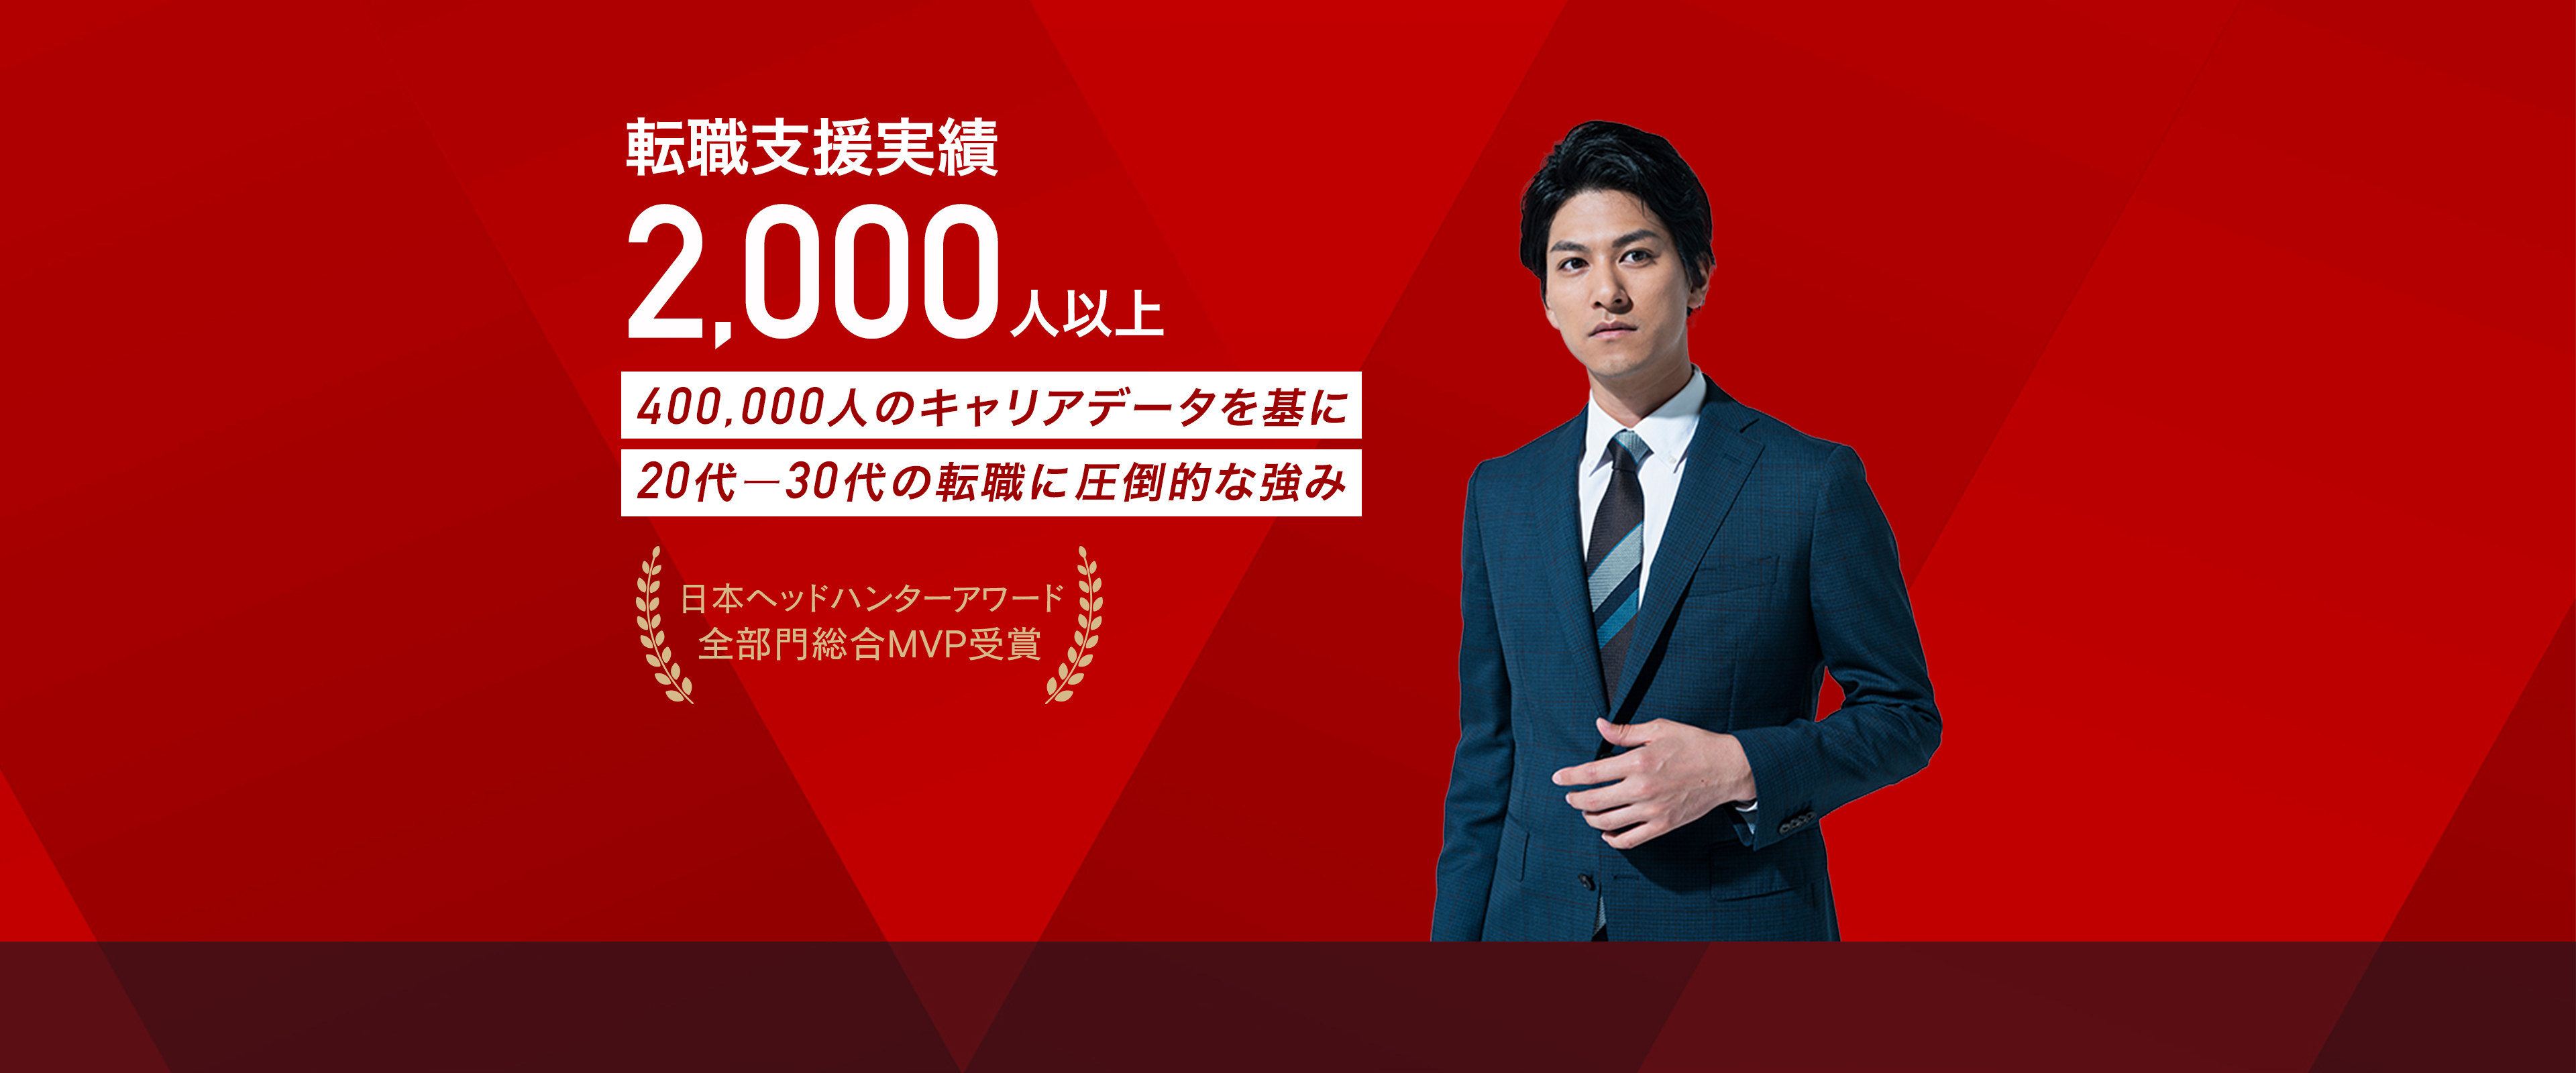 転職支援実績
2,000人以上
400,000人のキャリアデータを基に
20代―30代の転職に圧倒的な強み
日本ヘッドハンターアワード
全部門総合MVP受賞